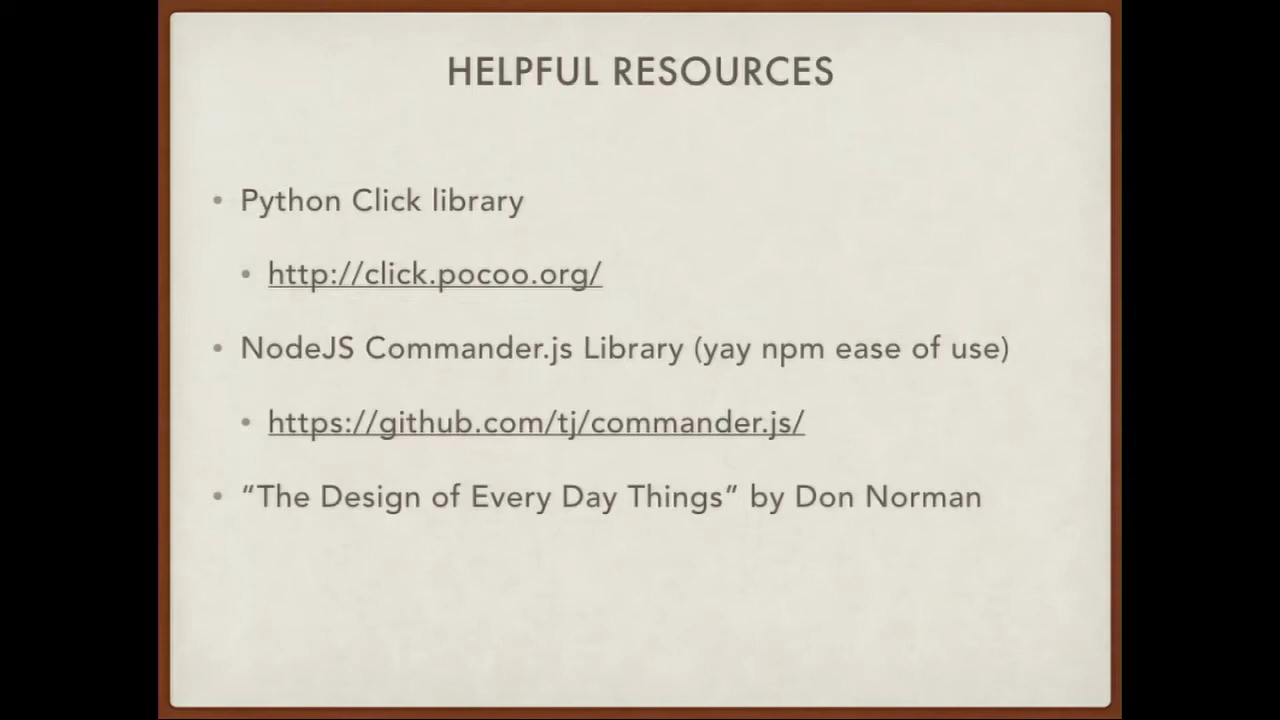 HELPFUL RESOURCES
• Python Click library
• http://click.pocoo.org/
• NodeJS Commander.js Library (yay npm ease of use)
• https://github.com/tj/commander.js/
• “The Design of Every Day Things” by Don Norman